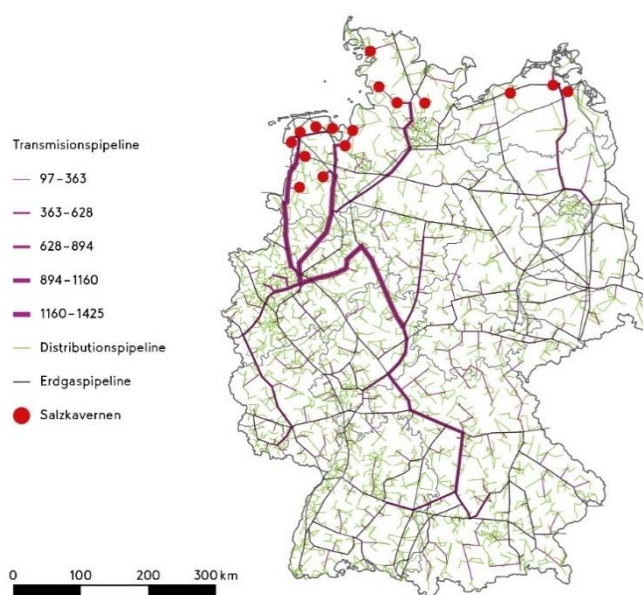 Transmisionspipeline
97–363
363–628
628–894
894–1160
1160–1425
Distributionspipeline
Erdgaspipeline
Salzkavernen
0 100 200 300 km